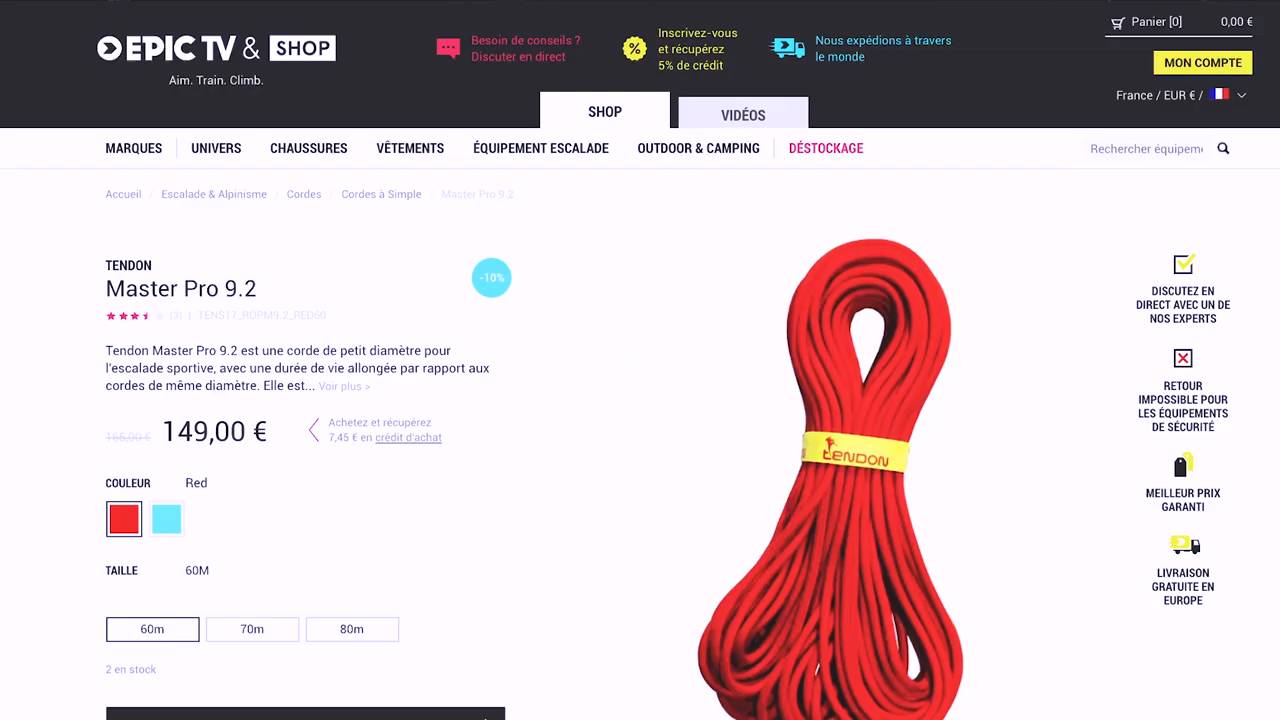 EPIC TV & SHOP
Aim. Train. Climb.
Besoin de conseils ?
Discuter en direct
Inscrivez-vous
et récupérez
5% de crédit
Nous expédions à travers
le monde
Panier [0]
0,00 €
MON COMPTE
France / EUR € /
SHOP
VIDÉOS
MARQUES
UNIVERS
CHAUSSURES
VÊTEMENTS
ÉQUIPEMENT ESCALADE
OUTDOOR & CAMPING
DÉSTOCKAGE
Rechercher équipem
Accueil / Escalade & Alpinisme / Cordes / Cordes à Simple / Master Pro 9.2
TENDON
Master Pro 9.2
-10%
(3) | TENS17_ROPM9.2_RED60
Tendon Master Pro 9.2 est une corde de petit diamètre pour
l'escalade sportive, avec une durée de vie allongée par rapport aux
cordes de même diamètre. Elle est... Voir plus >
165,00 €
149,00 €
Achetez et récupérez
7,45 € en crédit d'achat
COULEUR
Red
TAILLE
60M
60m
70m
80m
2 en stock
TENDON
DISCUTEZ EN
DIRECT AVEC UN DE
NOS EXPERTS
RETOUR
IMPOSSIBLE POUR
LES ÉQUIPEMENTS
DE SÉCURITÉ
MEILLEUR PRIX
GARANTI
LIVRAISON
GRATUITE EN
EUROPE